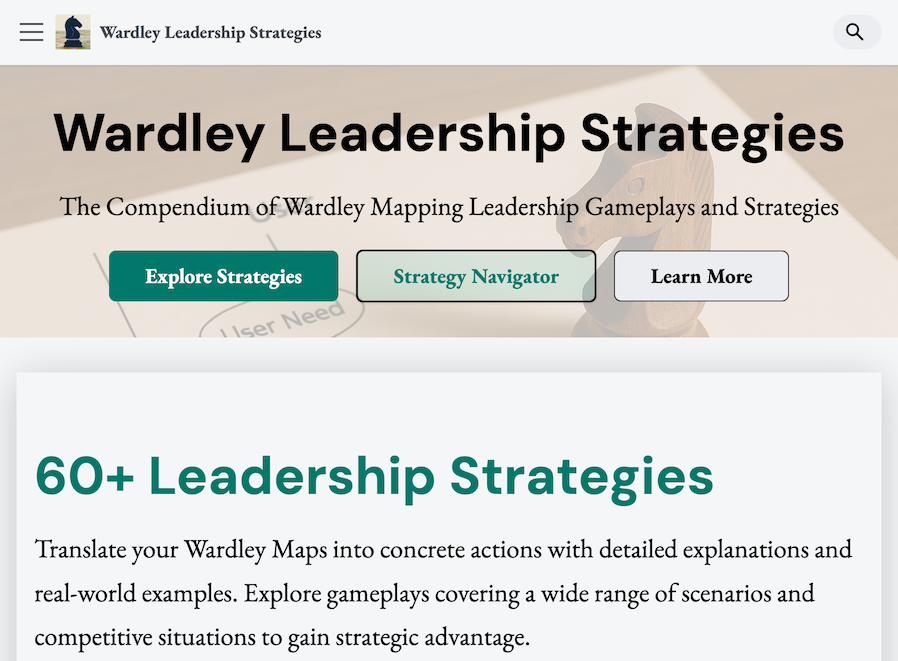 Wardley Leadership Strategies
Wardley Leadership Strategies
The Compendium of Wardley Mapping Leadership Gameplays and Strategies
Explore Strategies
Strategy Navigator
Learn More
User Need
60+ Leadership Strategies
Translate your Wardley Maps into concrete actions with detailed explanations and
real-world examples. Explore gameplays covering a wide range of scenarios and
competitive situations to gain strategic advantage.